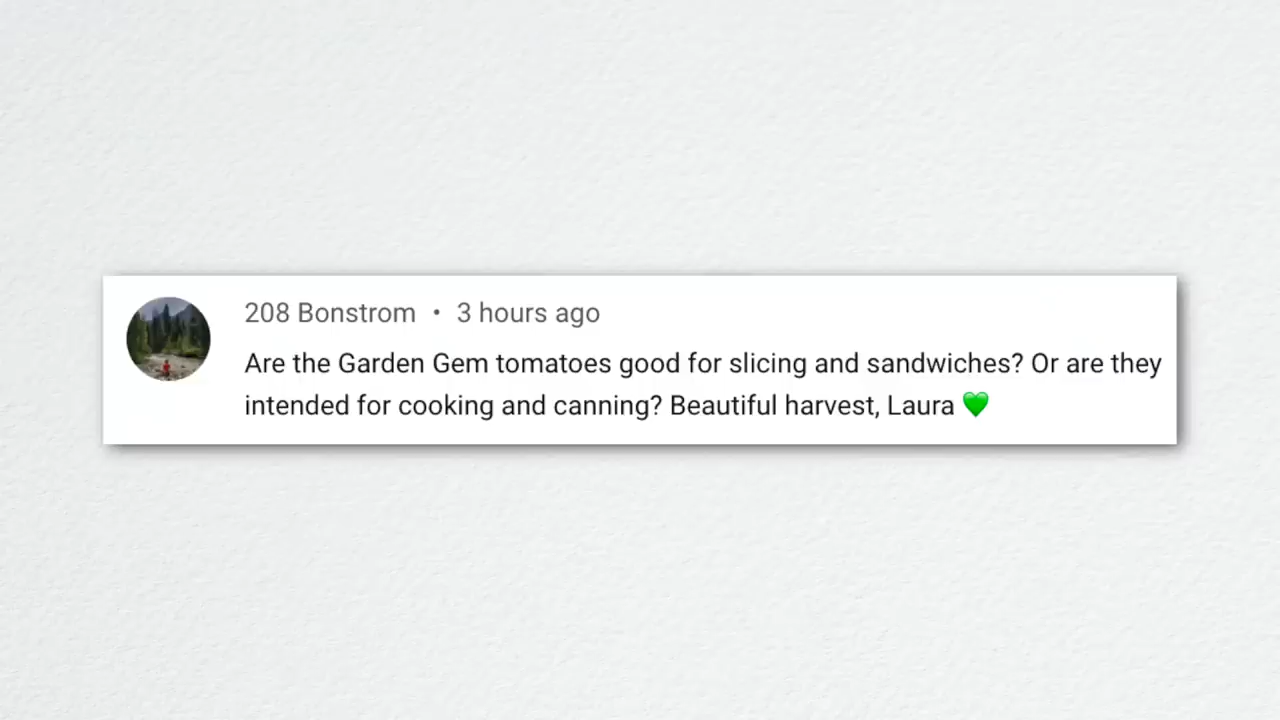 208 Bonstrom • 3 hours ago
Are the Garden Gem tomatoes good for slicing and sandwiches? Or are they
intended for cooking and canning? Beautiful harvest, Laura 💚